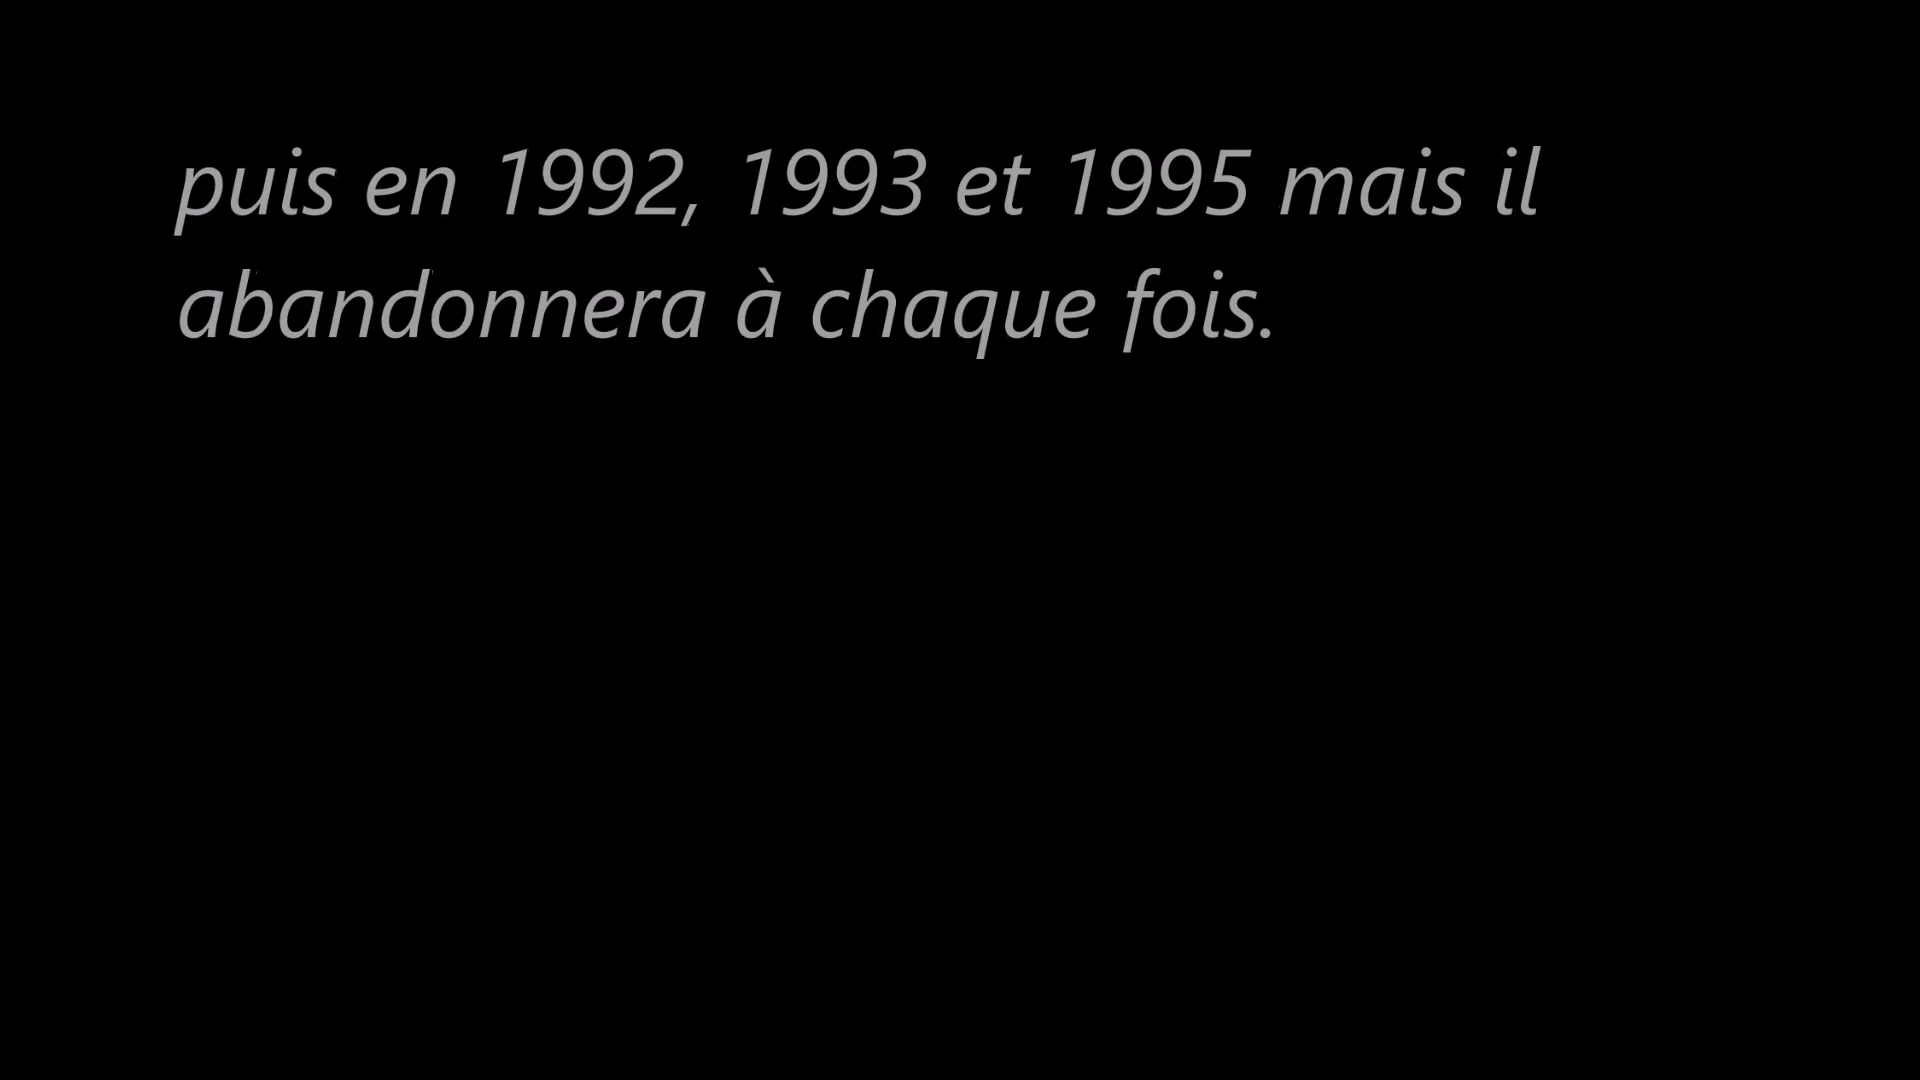 puis en 1992, 1993 et 1995 mais il
abandonnera à chaque fois.